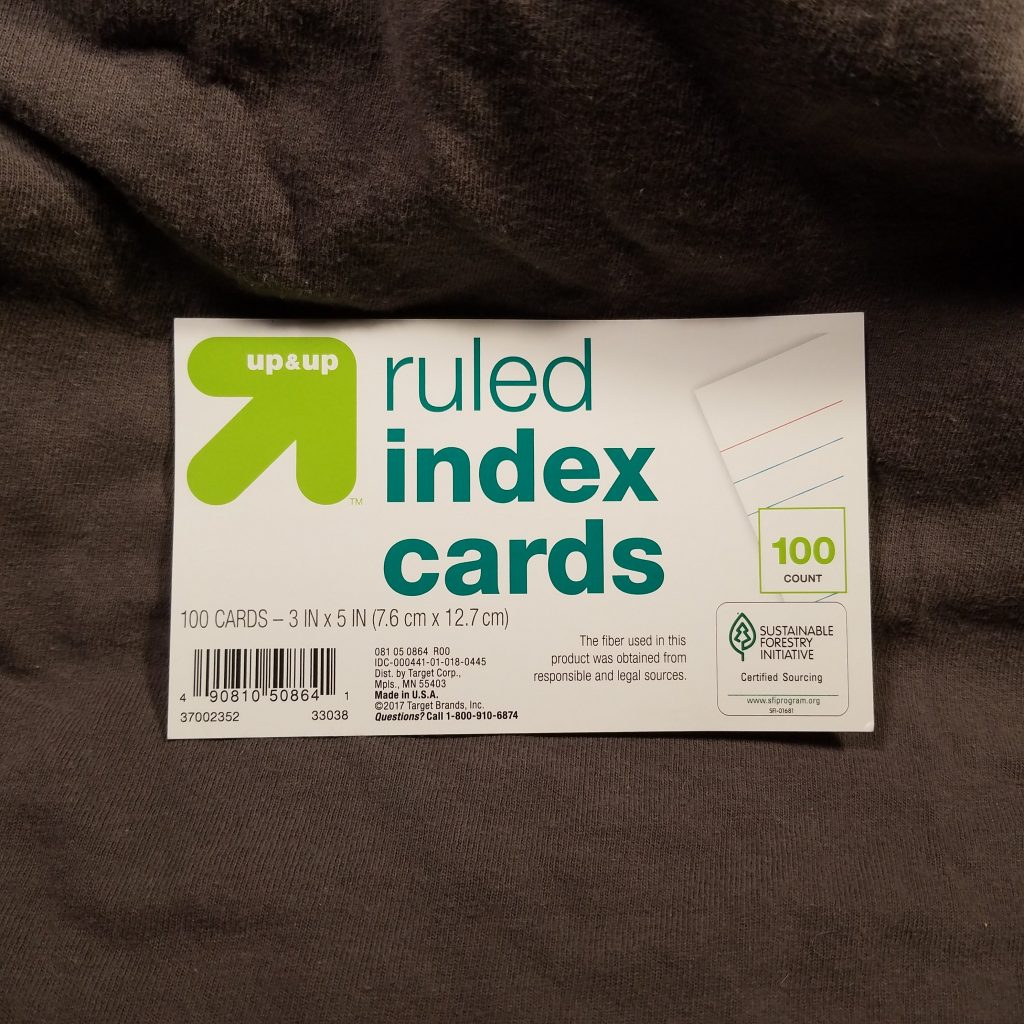 up&up
TM
ruled
index
cards
100
COUNT
100 CARDS – 3 IN x 5 IN (7.6 cm x 12.7 cm)
4 90810 50864 1
37002352 33038
081 05 0864 R00
IDC-000441-01-018-0445
Dist. by Target Corp.,
Mpls., MN 55403
Made in U.S.A.
©2017 Target Brands, Inc.
Questions? Call 1-800-910-6874
The fiber used in this
product was obtained from
responsible and legal sources.
SUSTAINABLE
FORESTRY
INITIATIVE
Certified Sourcing
www.sfiprogram.org
SFI-01681